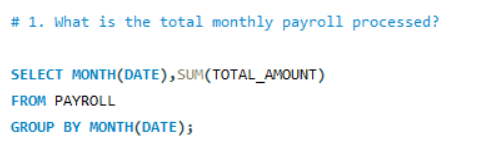 # 1. What is the total monthly payroll processed?
SELECT MONTH(DATE),SUM(TOTAL_AMOUNT)
FROM PAYROLL
GROUP BY MONTH(DATE);